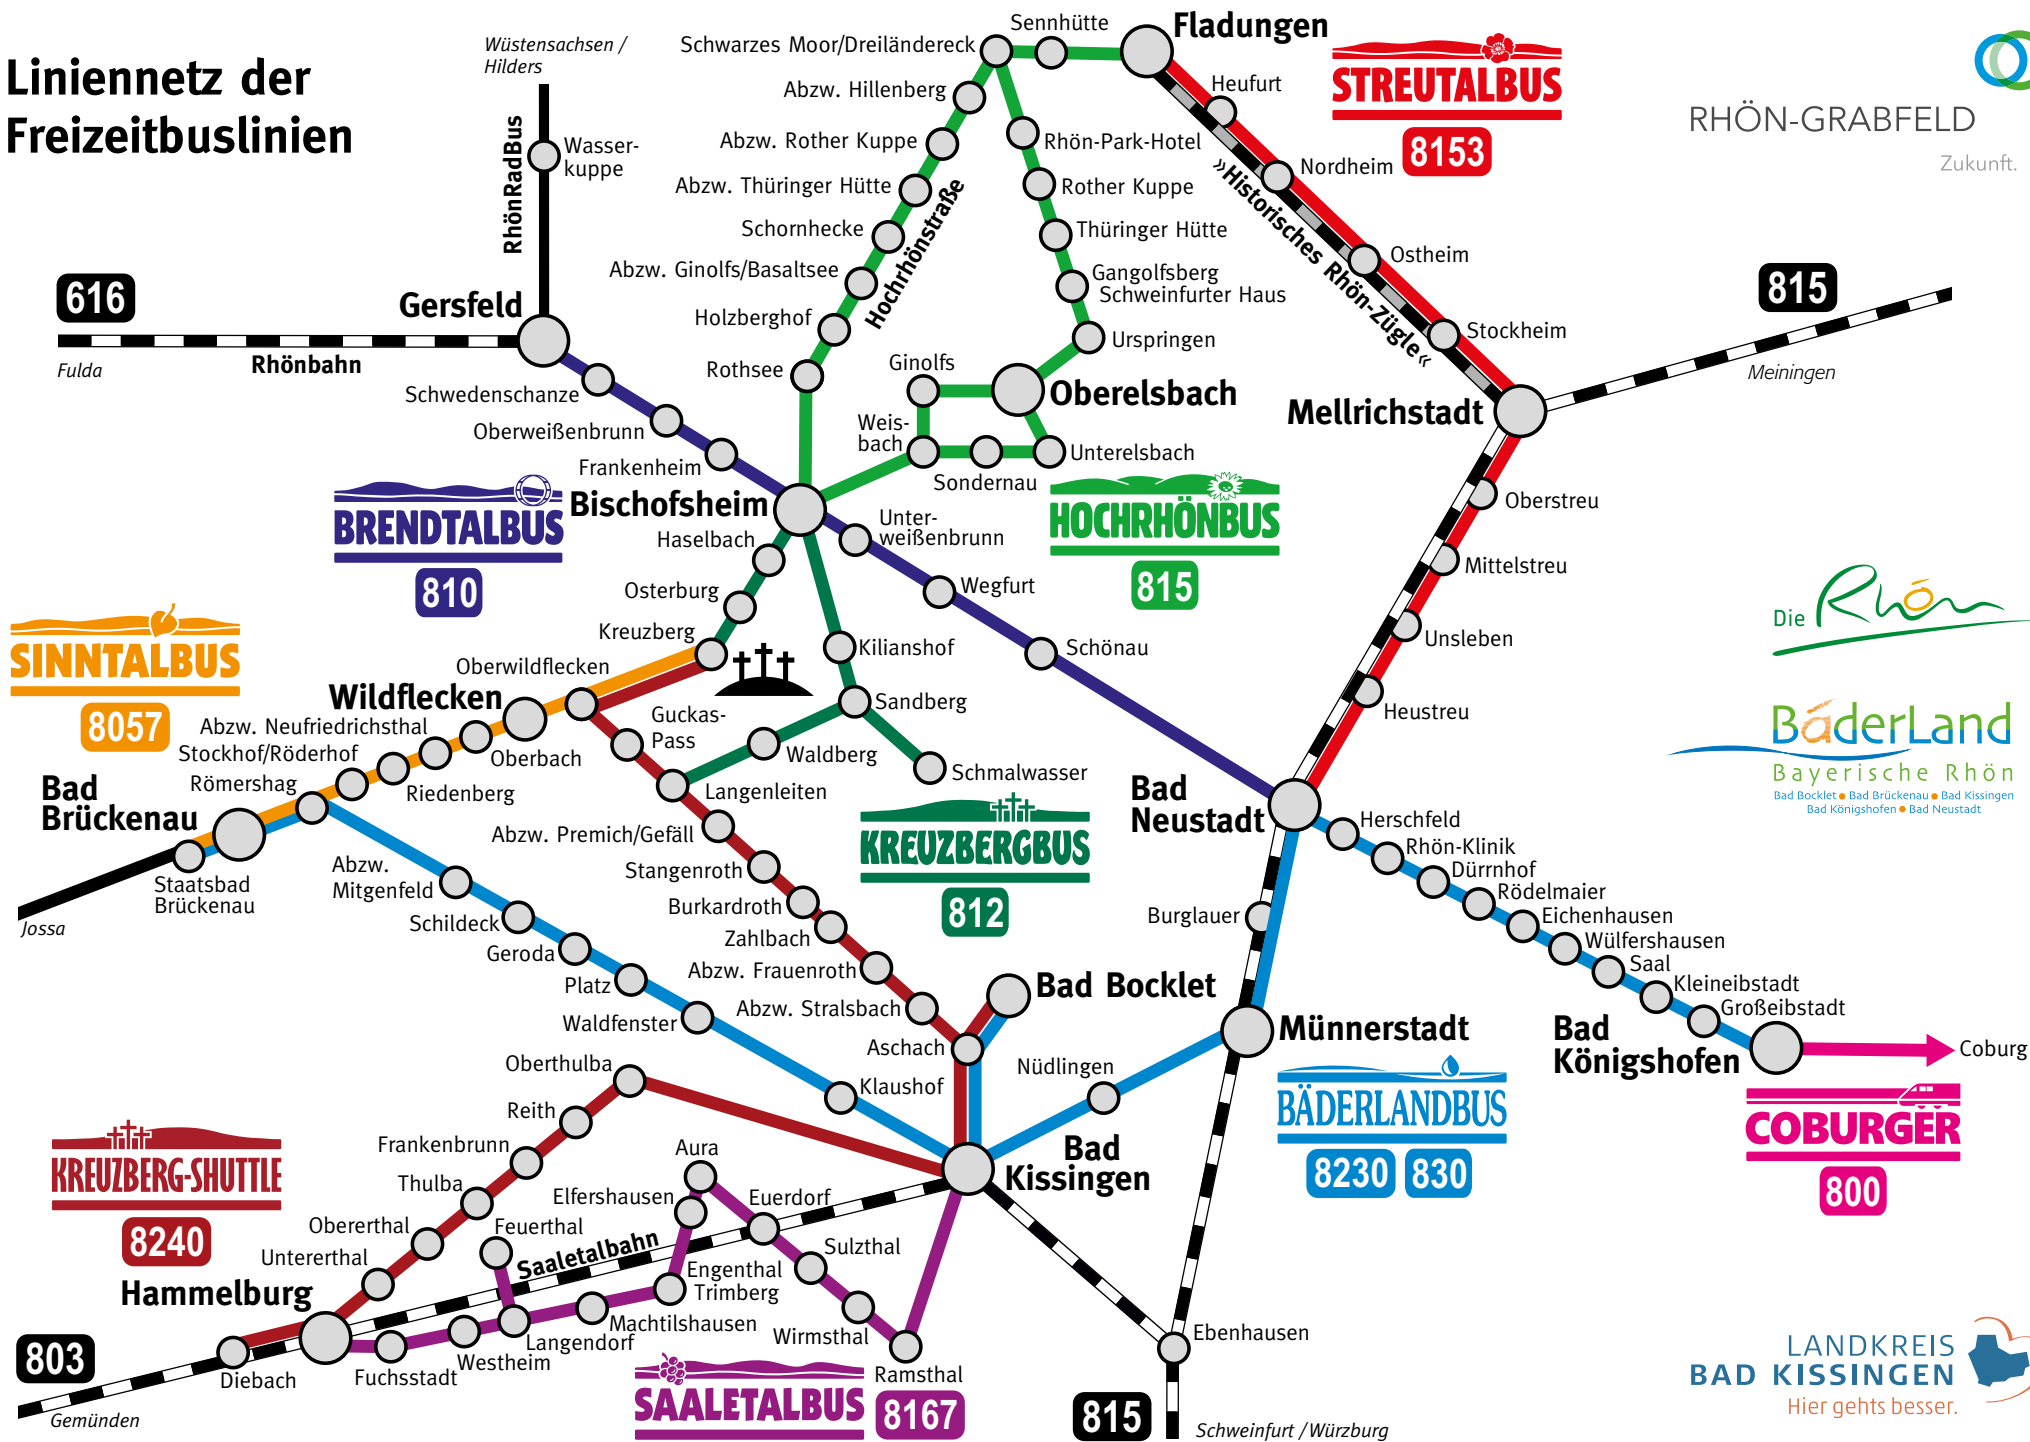 Liniennetz der
Freizeitbuslinien
Wüstensachsen /
Hilders
RhönRadBus
Wasser-
kuppe
616
Fulda
Rhönbahn
Gersfeld
Schwedenschanze
Oberweißenbrunn
Frankenheim
BRENDTALBUS
810
Bischofsheim
Sennhütte
Schwarzes Moor/Dreiländereck
Abzw. Hillenberg
Abzw. Rother Kuppe
Abzw. Thüringer Hütte
Schornhecke
Abzw. Ginolfs/Basaltsee
Holzberghof
Rothsee
Hochrhönstraße
Rhön-Park-Hotel
Rother Kuppe
Thüringer Hütte
Gangolfsberg
Schweinfurter Haus
Urspringen
Ginolfs
Oberelsbach
Weis-
bach
Sondernau
Unterelsbach
HOCHRHÖNBUS
815
Fladungen
STREUTALBUS
8153
Heufurt
Nordheim
Ostheim
Stockheim
»Historisches Rhön-Zügle«
Mellrichstadt
815
Meiningen
Oberstreu
Mittelstreu
Unsleben
Heustreu
RHÖN-GRABFELD
Zukunft.
Die Rhön
BäderLand
Bayerische Rhön
Bad Bocklet Bad Brückenau Bad Kissingen
Bad Königshofen Bad Neustadt
Unter-
weißenbrunn
Wegfurt
Schönau
Haselbach
Osterburg
Kreuzberg
Kilianshof
Sandberg
Waldberg
Schmalwasser
KREUZBERGBUS
812
SINNTALBUS
8057
Oberwildflecken
Wildflecken
Abzw. Neufriedrichsthal
Oberbach
Stockhof/Röderhof
Riedenberg
Römershag
Bad
Brückenau
Staatsbad
Brückenau
Jossa
Guckas-
Pass
Langenleiten
Abzw. Premich/Gefäll
Stangenroth
Burkardroth
Zahlbach
Abzw. Frauenroth
Abzw. Stralsbach
Aschach
Bad Bocklet
Abzw.
Mitgenfeld
Schildeck
Geroda
Platz
Waldfenster
Klaushof
Bad
Neustadt
Herschfeld
Rhön-Klinik
Dürrnhof
Rödelmaier
Eichenhausen
Wülfershausen
Saal
Kleineibstadt
Großeibstadt
Bad
Königshofen
Coburg
COBURGER
800
Burglauer
Münnerstadt
Nüdlingen
BÄDERLANDBUS
8230 830
Bad
Kissingen
Oberthulba
Reith
Frankenbrunn
Thulba
Obererthal
Untererthal
KREUZBERG-SHUTTLE
8240
Hammelburg
Diebach
803
Gemünden
Aura
Elfershausen
Euerdorf
Feuerthal
Saaletalbahn
Sulzthal
Engenthal
Trimberg
Machtilshausen
Langendorf
Westheim
Fuchsstadt
Wirmsthal
Ramsthal
SAALETALBUS
8167
Ebenhausen
815
Schweinfurt / Würzburg
LANDKREIS
BAD KISSINGEN
Hier gehts besser.